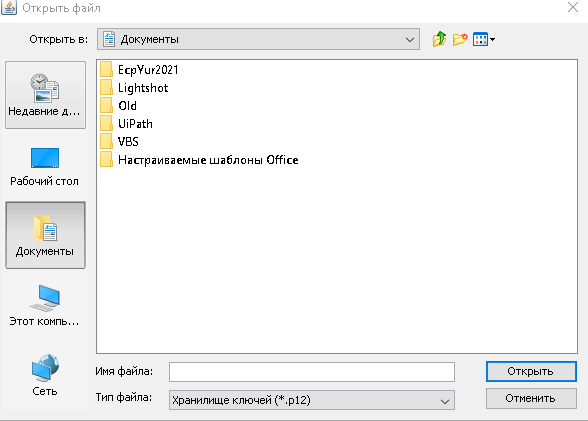 Открыть файл
Открыть в: Документы
EcpYur2021
Lightshot
Old
UiPath
VBS
Настраиваемые шаблоны Office
Недавние д...
Рабочий стол
Документы
Этот компь...
Сеть
Имя файла: Открыть
Тип файла: Хранилище ключей (*.p12) Отменить